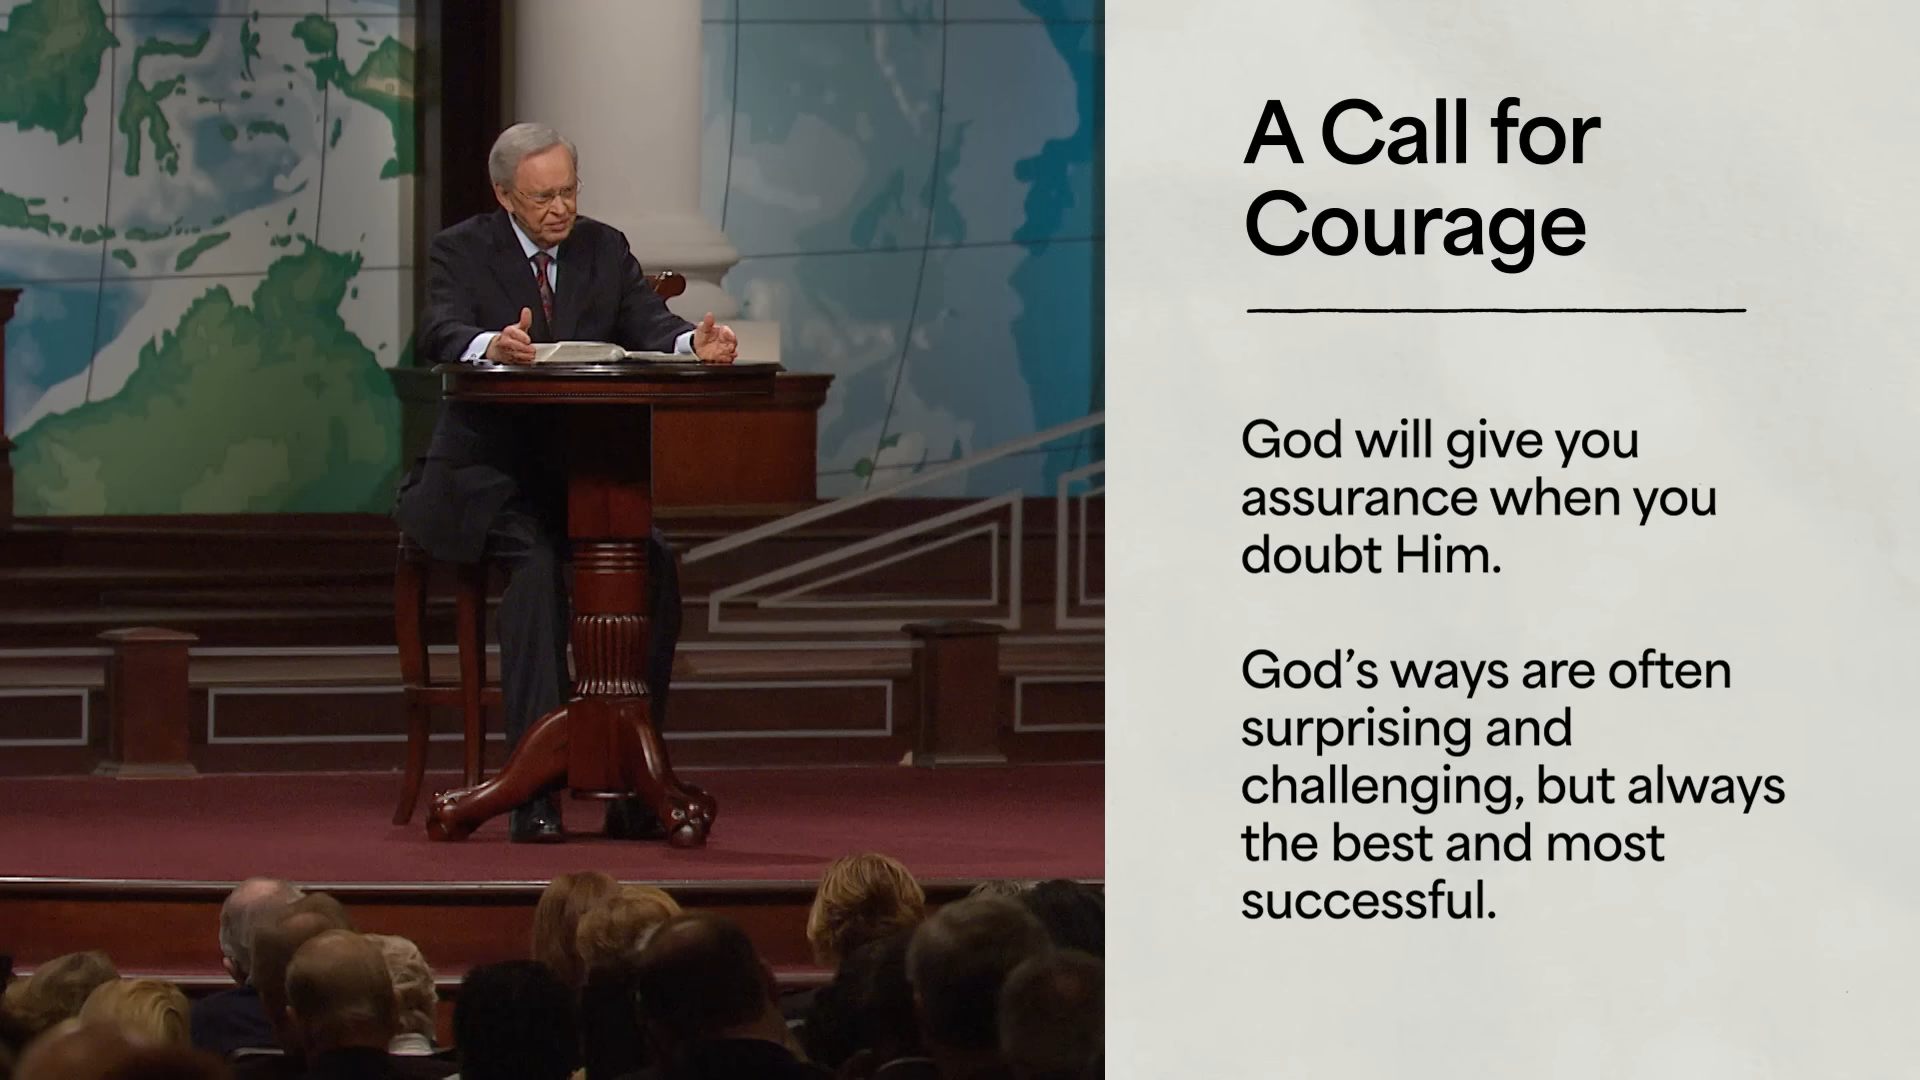 A Call for
Courage
God will give you
assurance when you
doubt Him.
God’s ways are often
surprising and
challenging, but always
the best and most
successful.